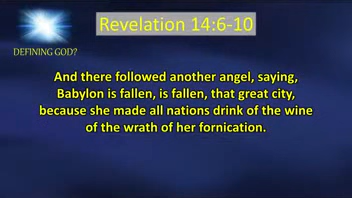 Revelation 14:6-10
DEFINING GOD?
And there followed another angel, saying,
Babylon is fallen, is fallen, that great city,
because she made all nations drink of the wine
of the wrath of her fornication.